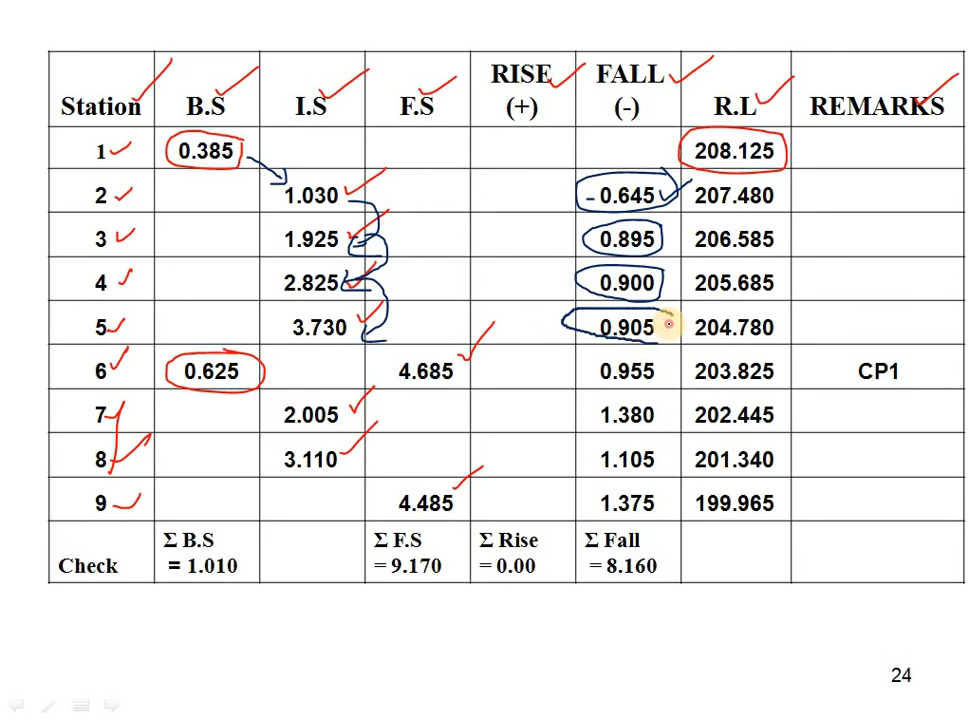 Station B.S I.S F.S RISE (+) FALL (-) R.L REMARKS
1 0.385 208.125
2 1.030 - 0.645 207.480
3 1.925 0.895 206.585
4 2.825 0.900 205.685
5 3.730 0.905 204.780
6 0.625 4.685 0.955 203.825 CP1
7 2.005 1.380 202.445
8 3.110 1.105 201.340
9 4.485 1.375 199.965
Check Σ B.S = 1.010 Σ F.S = 9.170 Σ Rise = 0.00 Σ Fall = 8.160
24